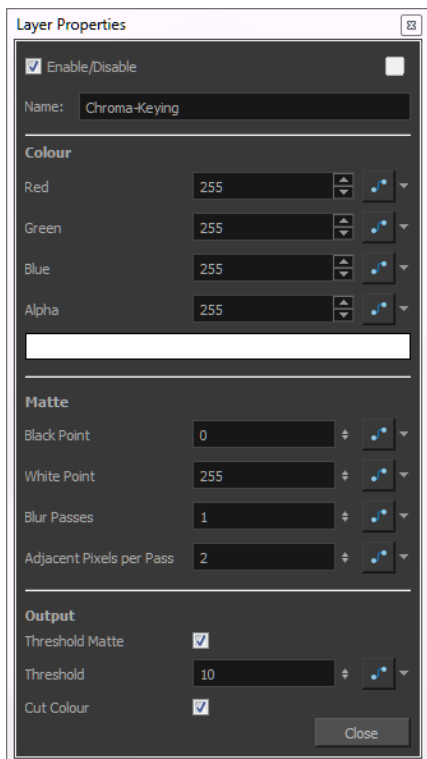 Layer Properties
Enable/Disable
Name: Chroma-Keying
Colour
Red 255
Green 255
Blue 255
Alpha 255
Matte
Black Point 0
White Point 255
Blur Passes 1
Adjacent Pixels per Pass 2
Output
Threshold Matte
Threshold 10
Cut Colour
Close